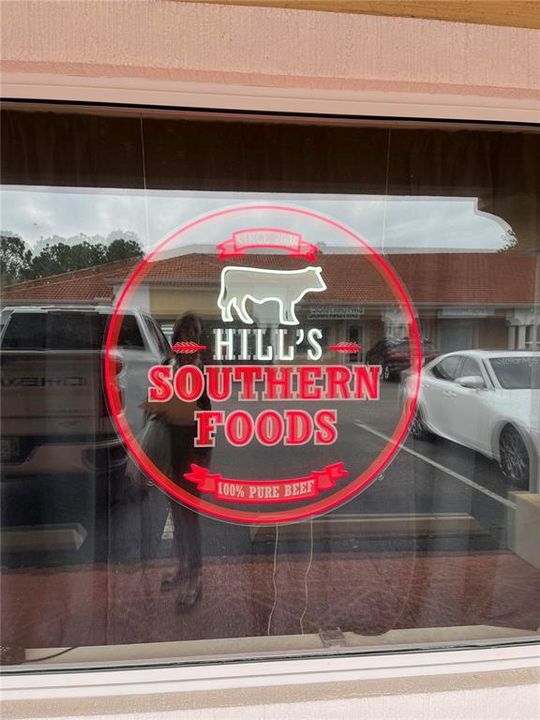 HILL'S
SOUTHERN
FOODS
100% PURE BEEF